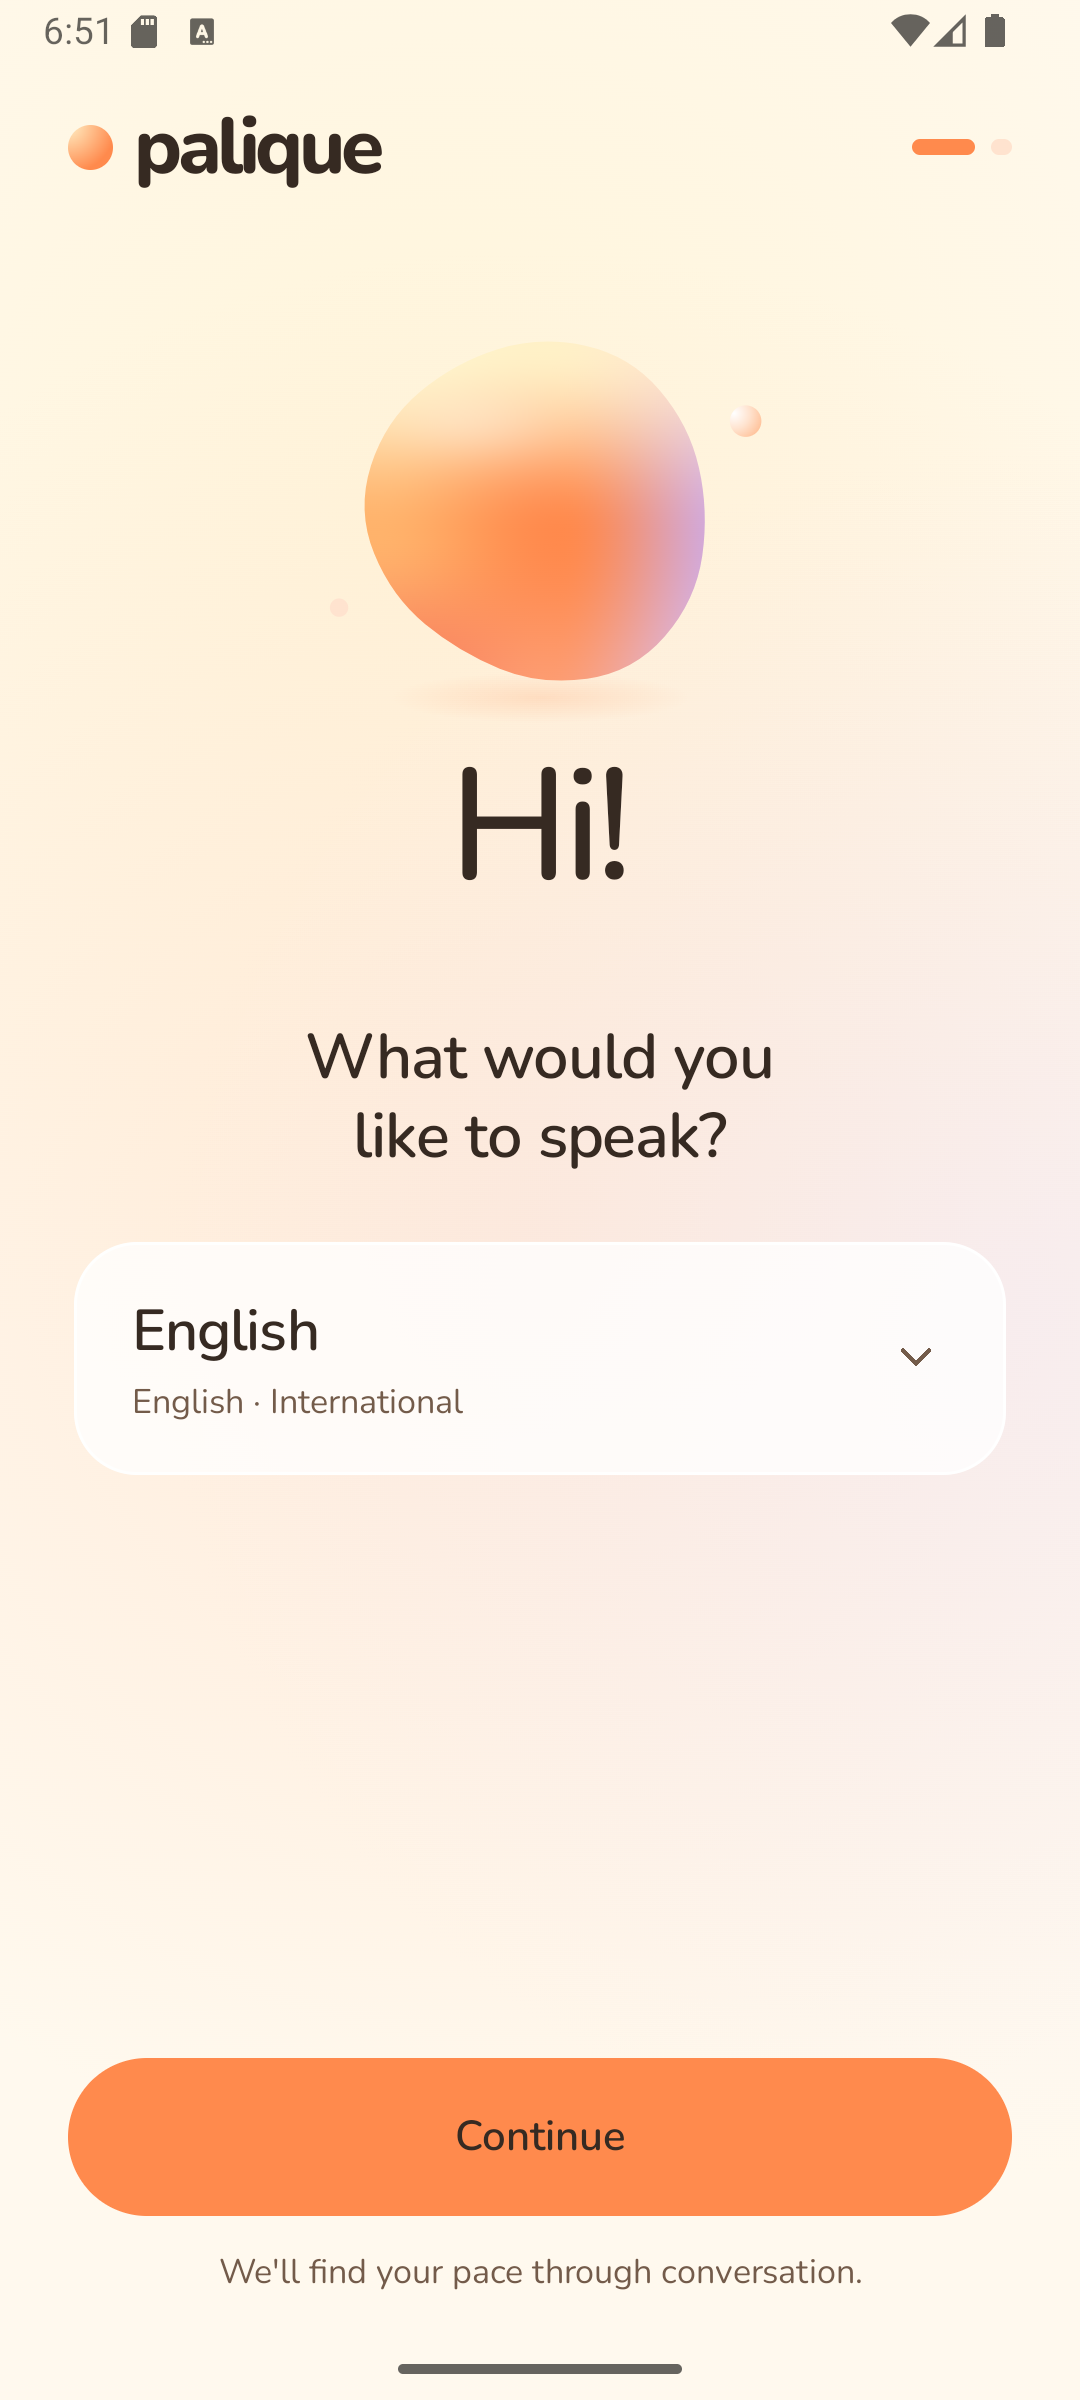 6:51
palique
Hi!
What would you
like to speak?
English
English · International
Continue
We'll find your pace through conversation.